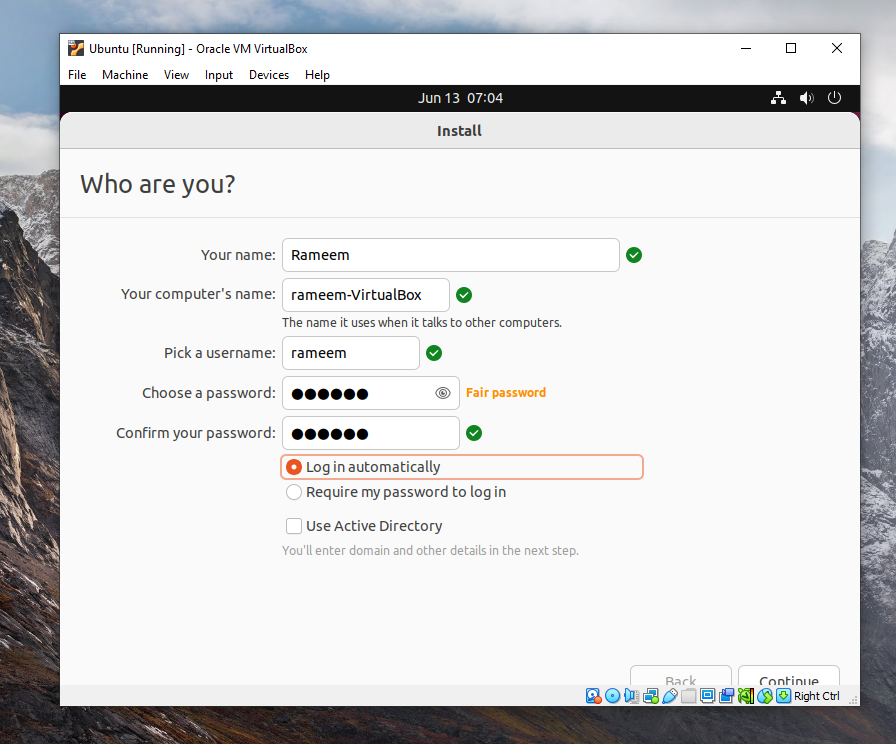 Ubuntu [Running] - Oracle VM VirtualBox
File Machine View Input Devices Help
Jun 13 07:04
Install
Who are you?
Your name: Rameem
Your computer's name: rameem-VirtualBox
The name it uses when it talks to other computers.
Pick a username: rameem
Choose a password: ●●●●●● Fair password
Confirm your password: ●●●●●●
Log in automatically
Require my password to log in
Use Active Directory
You'll enter domain and other details in the next step.
Back Continue
Right Ctrl